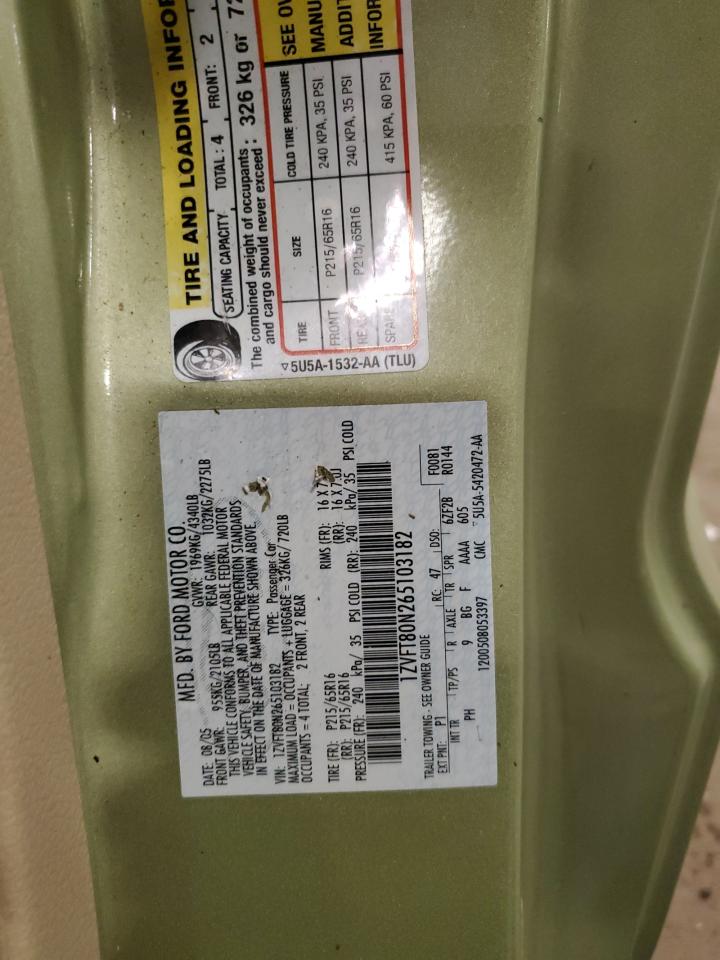 TIRE AND LOADING INFOR
SEATING CAPACITY TOTAL : 4 FRONT: 2
The combined weight of occupants : 326 kg or 72
and cargo should never exceed :
TIRE SIZE COLD TIRE PRESSURE SEE OW
FRONT P215/65R16 240 KPA, 35 PSI MANU
REA P215/65R16 240 KPA, 35 PSI ADDIT
SPARE 415 KPA, 60 PSI INFOR
5U5A-1532-AA (TLU)
MFD. BY FORD MOTOR CO.
DATE: 08/05 GVWR: 1969KG/4340LB
FRONT GAWR: 955KG/2105LB REAR GAWR: 1032KG/2275LB
THIS VEHICLE CONFORMS TO ALL APPLICABLE FEDERAL MOTOR
VEHICLE SAFETY, BUMPER, AND THEFT PREVENTION STANDARDS
IN EFFECT ON THE DATE OF MANUFACTURE SHOWN ABOVE.
VIN: 1ZVFT80N265103182 TYPE: Passenger Car
MAXIMUM LOAD = OCCUPANTS + LUGGAGE = 326KG/ 720LB
OCCUPANTS = 4 TOTAL; 2 FRONT, 2 REAR
TIRE (FR): P215/65R16 RIMS (FR): 16 X 7.
(RR): P215/65R16 (RR): 16 X 7.0J
PRESSURE (FR): 240 kPa/ 35 PSI COLD (RR): 240 kPa/ 35 PSI COLD
1ZVFT80N265103182
TRAILER TOWING - SEE OWNER GUIDE F0081
EXT PNT: P1 RC: 47 DSO: R0144
INT TR TP/PS R AXLE TR SPR 6ZF2B
PH 9 BG F AAAA 605
1200508053397 CMC 5U5A-5420472-AA